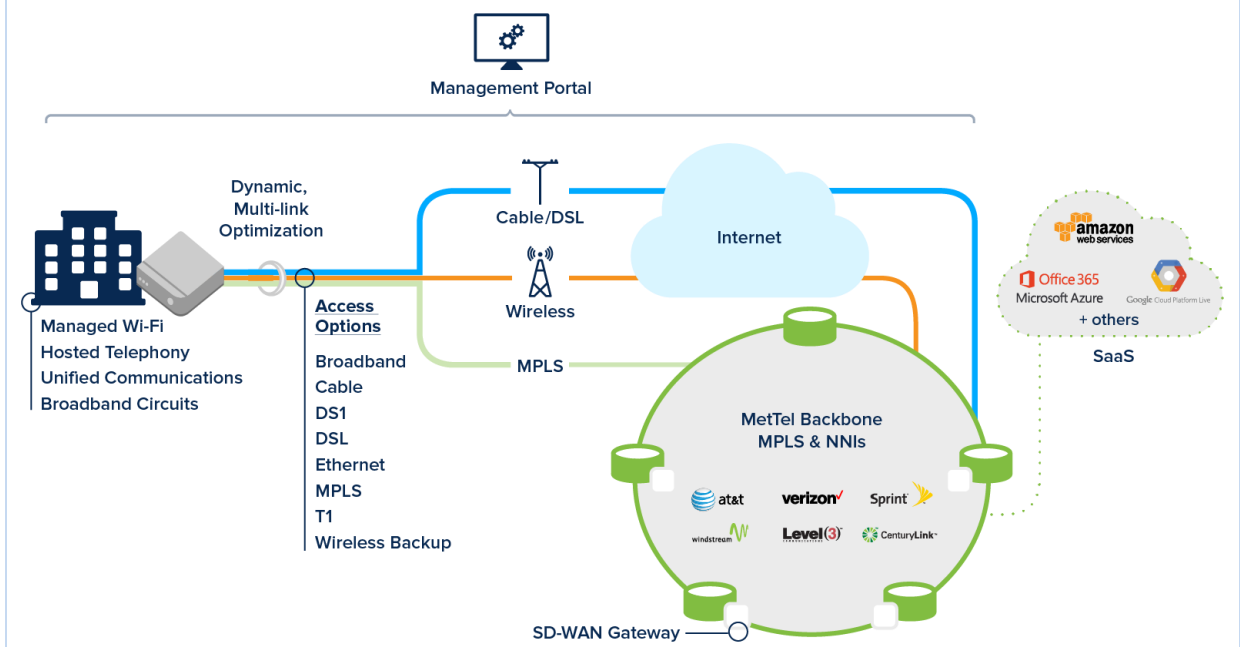 Management Portal
Dynamic,
Multi-link
Optimization
Cable/DSL
Internet
Wireless
MPLS
Managed Wi-Fi
Hosted Telephony
Unified Communications
Broadband Circuits
Access
Options
Broadband
Cable
DS1
DSL
Ethernet
MPLS
T1
Wireless Backup
amazon
web services
Office 365
Microsoft Azure
Google Cloud Platform Live
+ others
SaaS
MetTel Backbone
MPLS & NNIs
at&t
verizon
Sprint
windstream
Level(3)
CenturyLink
SD-WAN Gateway